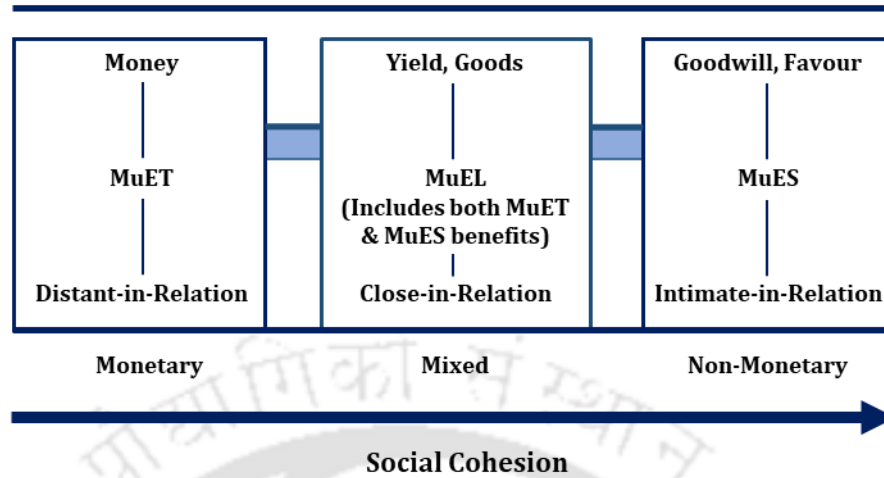 Money
Yield, Goods
Goodwill, Favour
MuET
MuEL
(Includes both MuET
& MuES benefits)
MuES
Distant-in-Relation
Close-in-Relation
Intimate-in-Relation
Monetary
Mixed
Non-Monetary
संस्थान
Social Cohesion